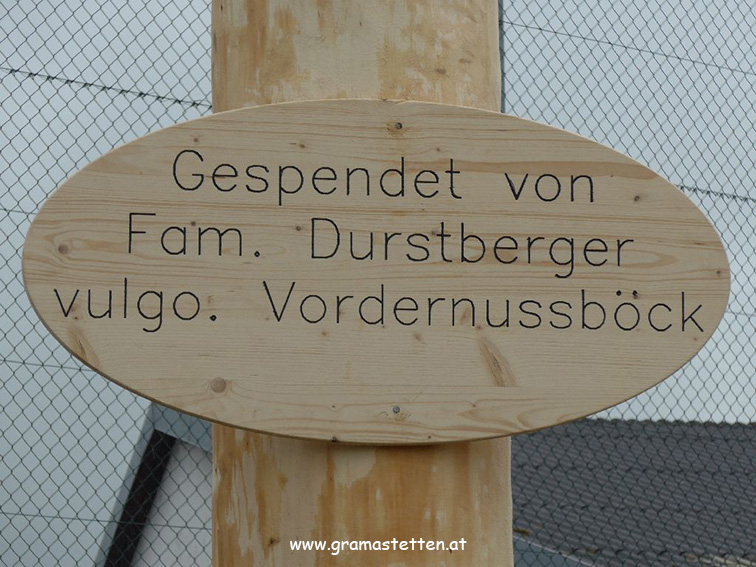 Gespendet von
Fam. Durstberger
vulgo. Vordernussböck
www.gramastetten.at